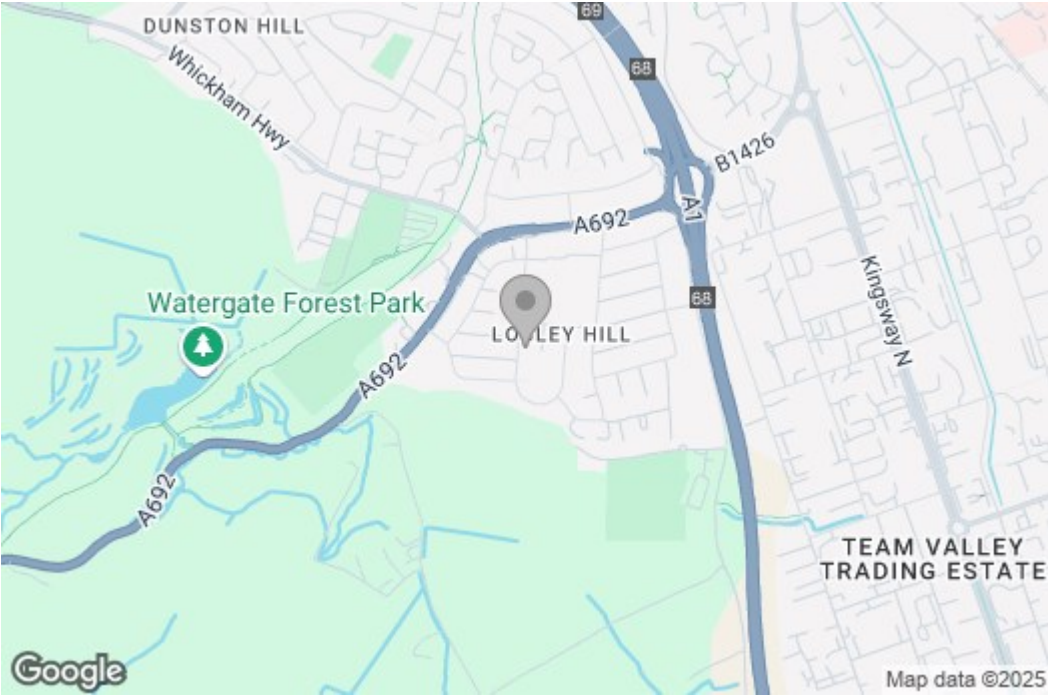 69
DUNSTON HILL
Whickham Hwy
68
B1426
A1
A692
Kingsway N
68
Watergate Forest Park
A692
A692
TEAM VALLEY
TRADING ESTATE
Google
Map data ©2025